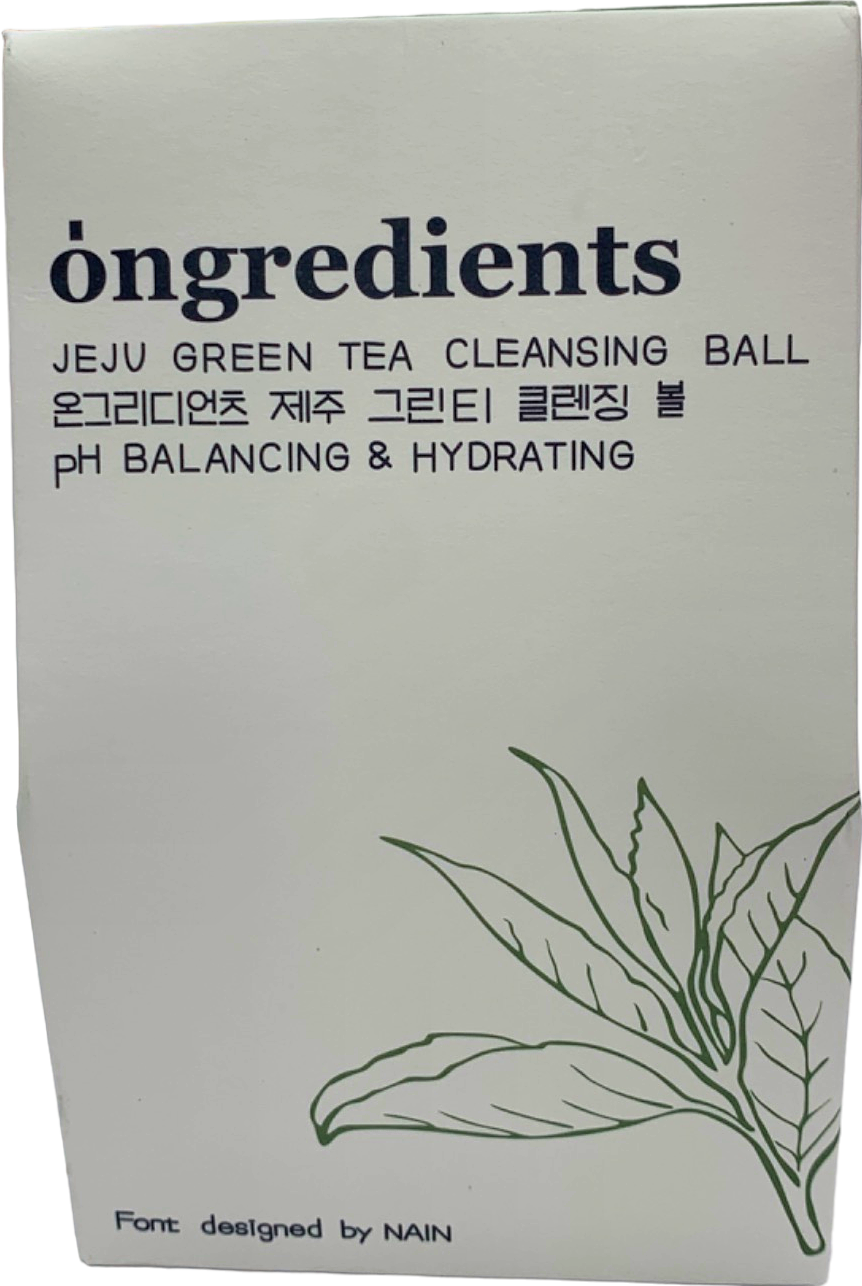 ongredients
JEJU GREEN TEA CLEANSING BALL
온그리디언츠 제주 그린티 클렌징 볼
pH BALANCING & HYDRATING
Font designed by NAIN